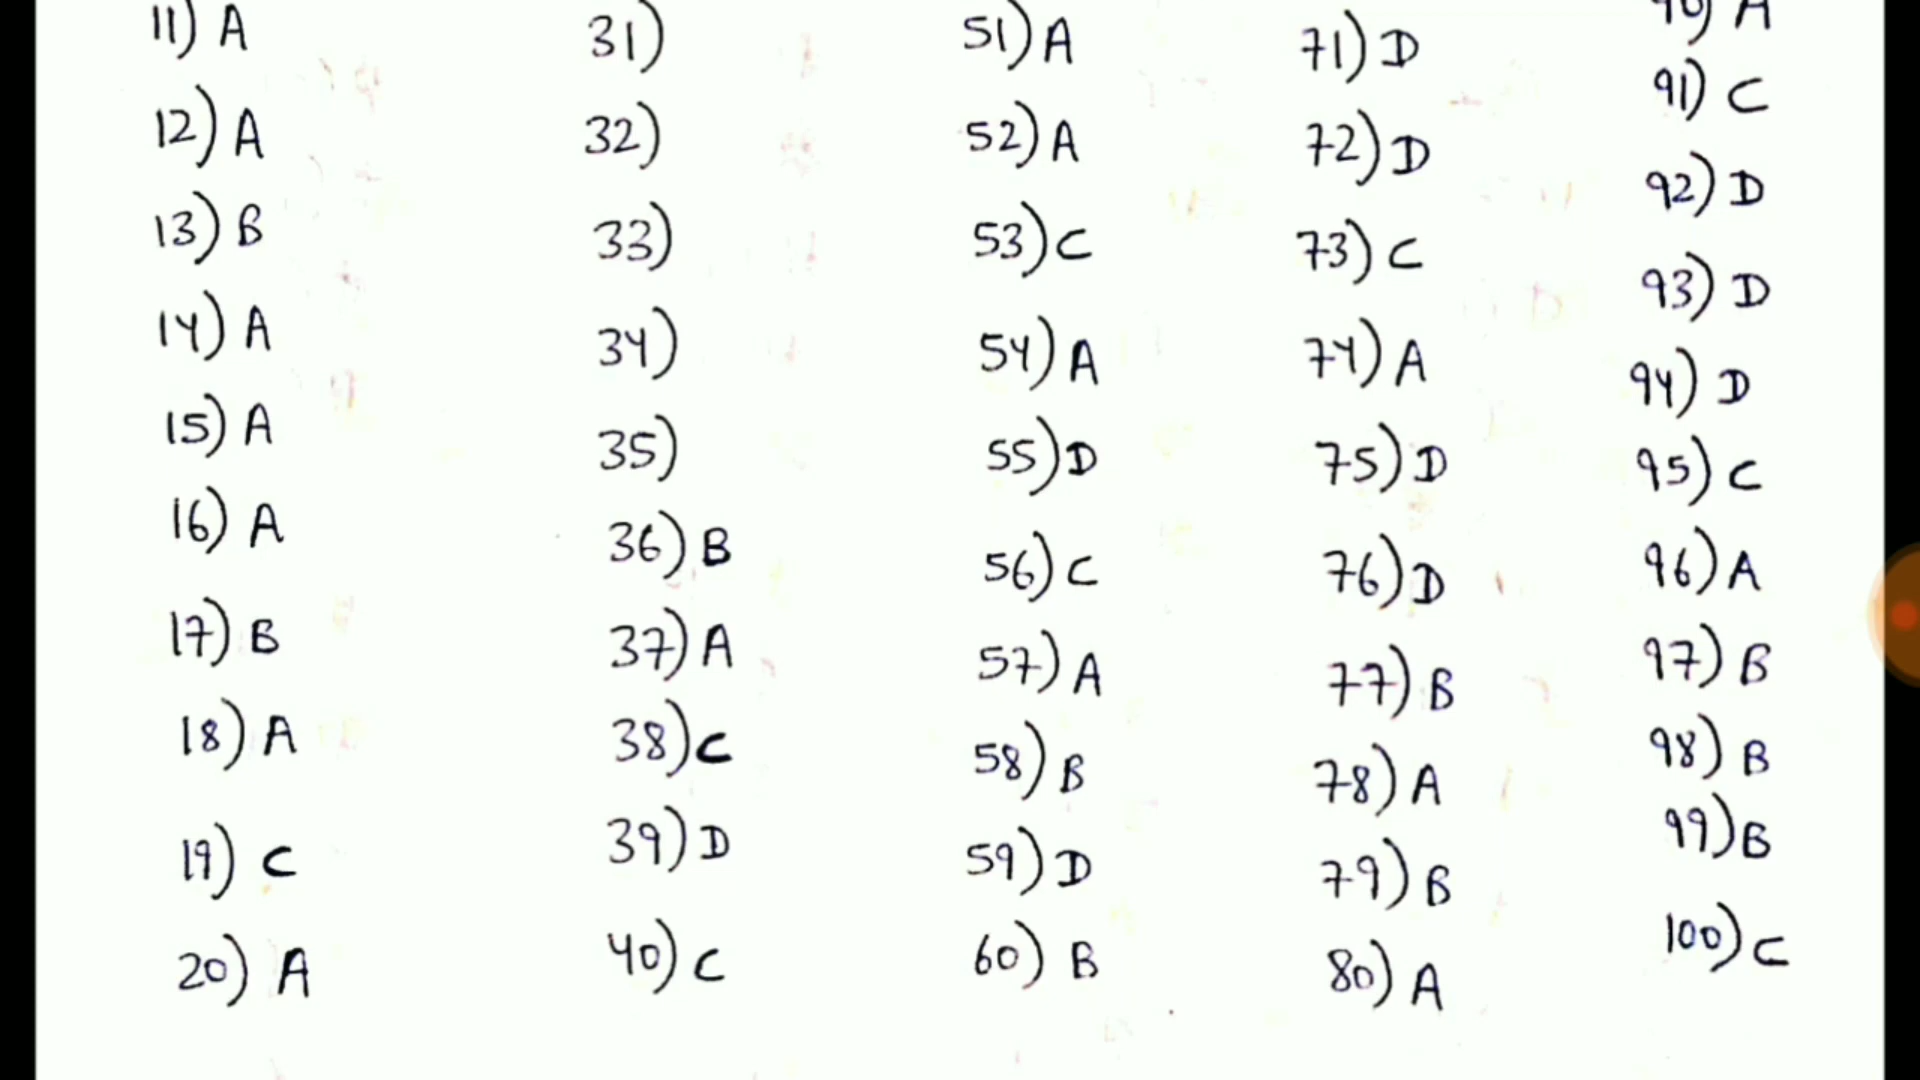 11) A
12) A
13) B
14) A
15) A
16) A
17) B
18) A
19) C
20) A
31)
32)
33)
34)
35)
36) B
37) A
38) C
39) D
40) C
51) A
52) A
53) C
54) A
55) D
56) C
57) A
58) B
59) D
60) B
71) D
72) D
73) C
74) A
75) D
76) D
77) B
78) A
79) B
80) A
90) A
91) C
92) D
93) D
94) D
95) C
96) A
97) B
98) B
99) B
100) C